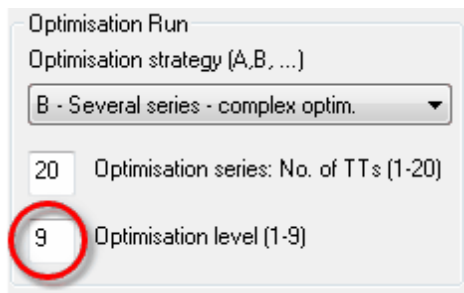 Optimisation Run
Optimisation strategy (A,B, ...)
B - Several series - complex optim.
20 Optimisation series: No. of TTs (1-20)
9 Optimisation level (1-9)